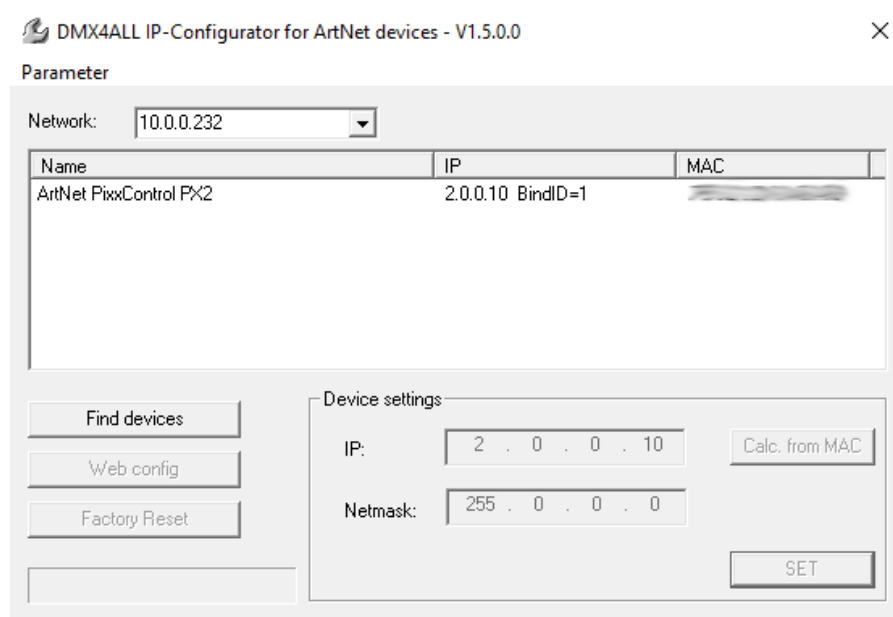 DMX4ALL IP-Configurator for ArtNet devices - V1.5.0.0
Parameter
Network: 10.0.0.232
Name IP MAC
ArtNet PixxControl PX2 2.0.0.10 BindID=1
Find devices
Web config
Factory Reset
Device settings
IP: 2 . 0 . 0 . 10 Calc. from MAC
Netmask: 255 . 0 . 0 . 0
SET